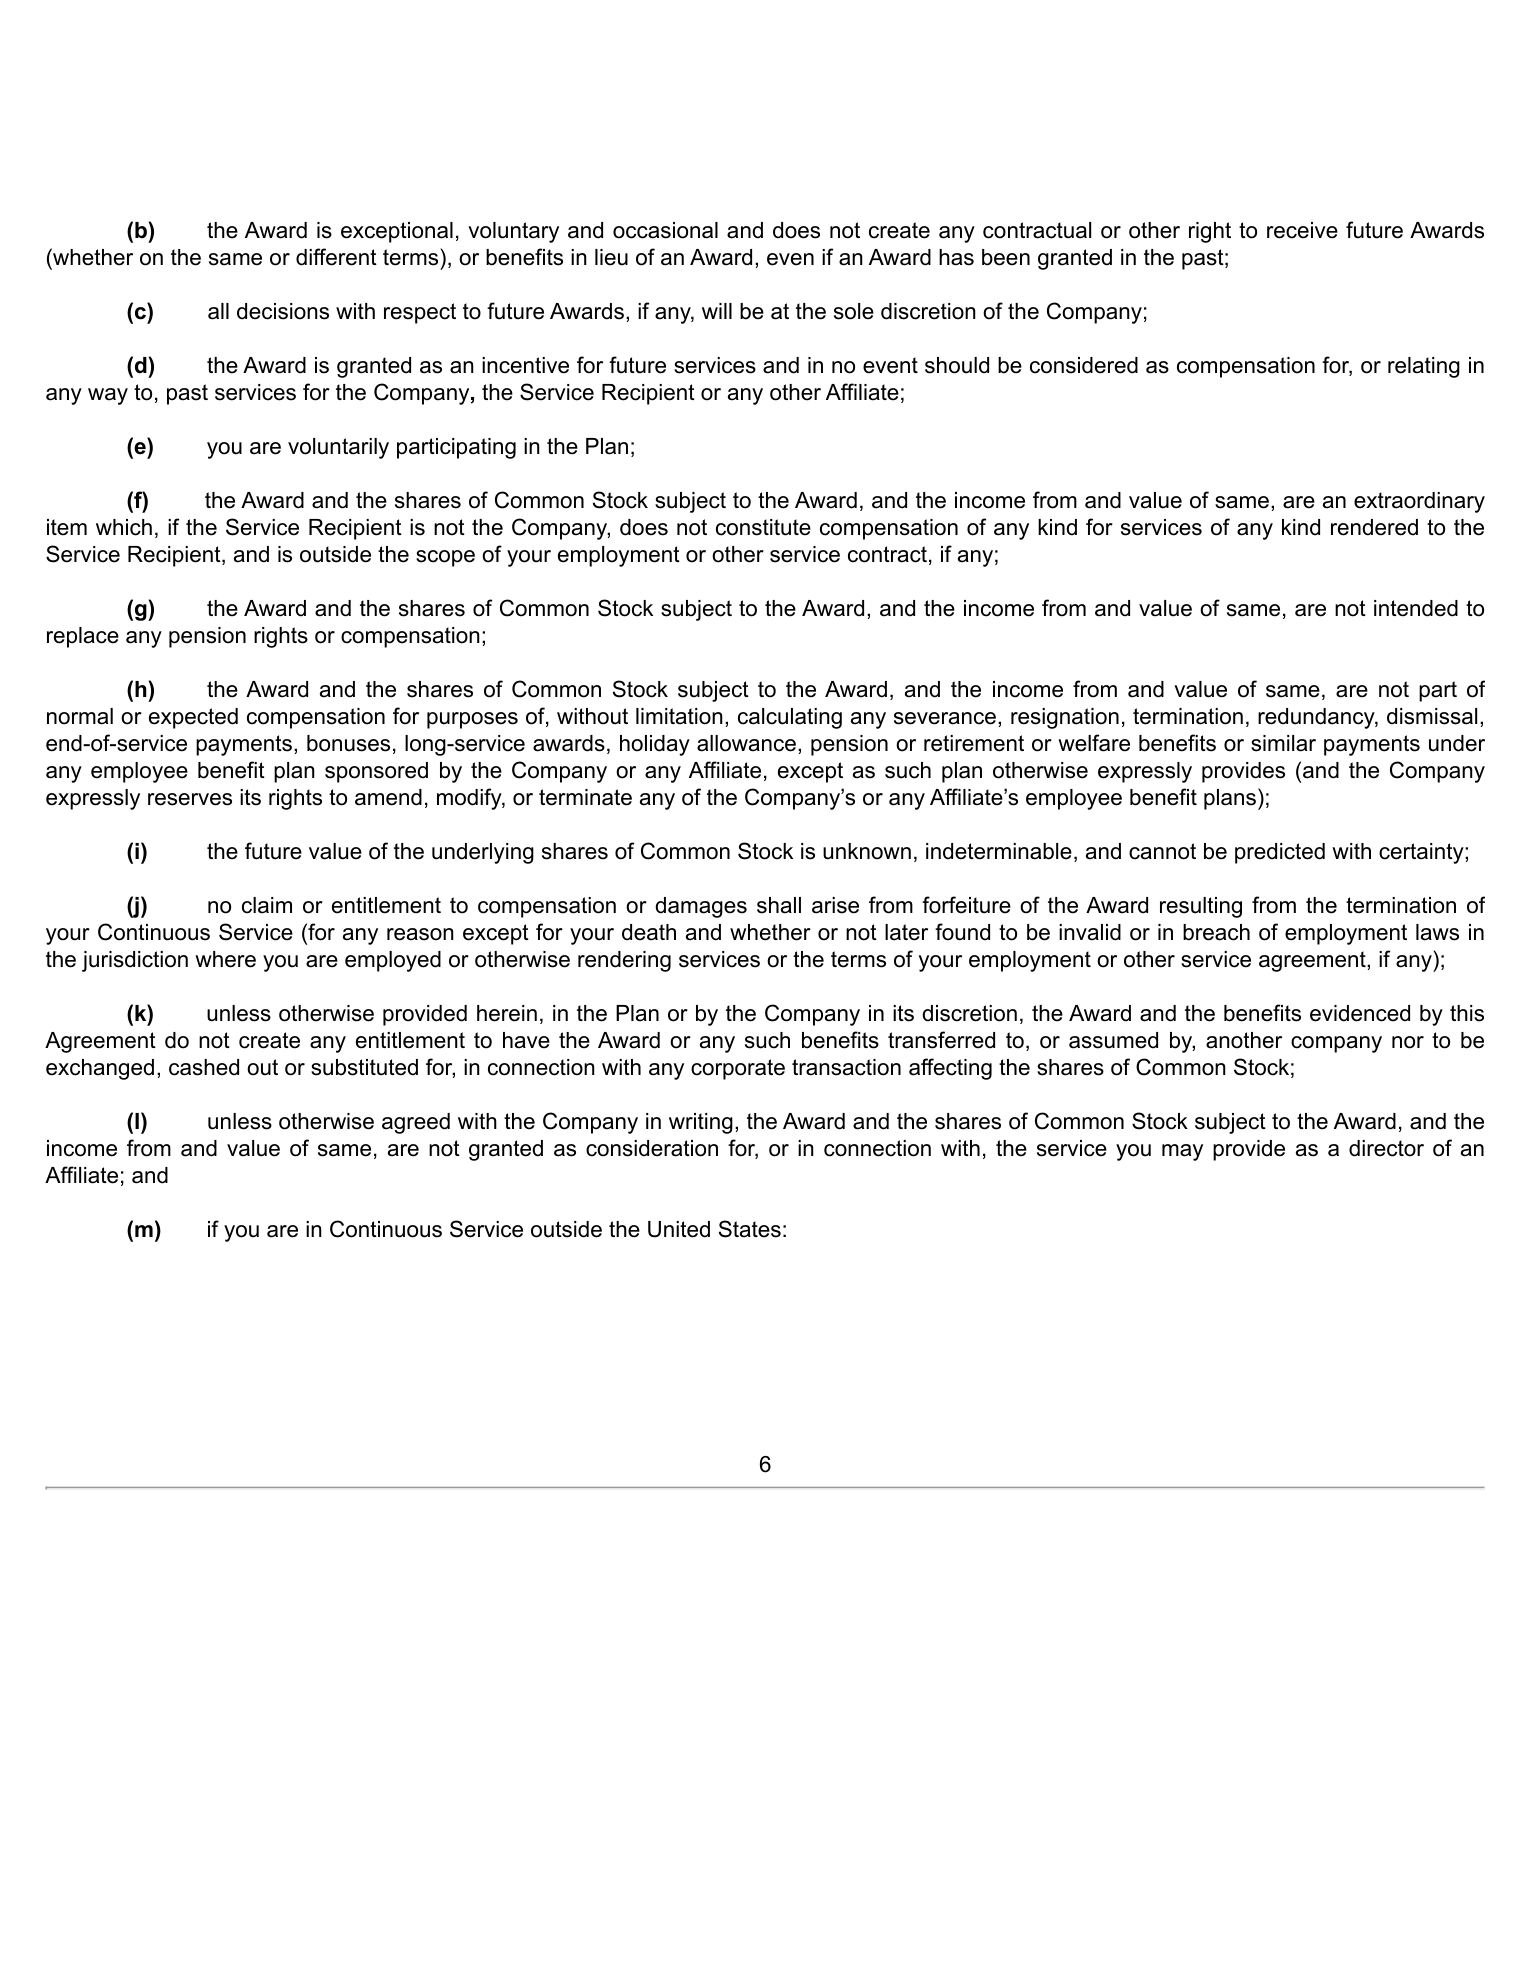 (b) the Award is exceptional, voluntary and occasional and does not create any contractual or other right to receive future Awards
(whether on the same or different terms), or benefits in lieu of an Award, even if an Award has been granted in the past;
(c) all decisions with respect to future Awards, if any, will be at the sole discretion of the Company;
(d) the Award is granted as an incentive for future services and in no event should be considered as compensation for, or relating in
any way to, past services for the Company, the Service Recipient or any other Affiliate;
(e) you are voluntarily participating in the Plan;
(f) the Award and the shares of Common Stock subject to the Award, and the income from and value of same, are an extraordinary
item which, if the Service Recipient is not the Company, does not constitute compensation of any kind for services of any kind rendered to the
Service Recipient, and is outside the scope of your employment or other service contract, if any;
(g) the Award and the shares of Common Stock subject to the Award, and the income from and value of same, are not intended to
replace any pension rights or compensation;
(h) the Award and the shares of Common Stock subject to the Award, and the income from and value of same, are not part of
normal or expected compensation for purposes of, without limitation, calculating any severance, resignation, termination, redundancy, dismissal,
end-of-service payments, bonuses, long-service awards, holiday allowance, pension or retirement or welfare benefits or similar payments under
any employee benefit plan sponsored by the Company or any Affiliate, except as such plan otherwise expressly provides (and the Company
expressly reserves its rights to amend, modify, or terminate any of the Company’s or any Affiliate’s employee benefit plans);
(i) the future value of the underlying shares of Common Stock is unknown, indeterminable, and cannot be predicted with certainty;
(j) no claim or entitlement to compensation or damages shall arise from forfeiture of the Award resulting from the termination of
your Continuous Service (for any reason except for your death and whether or not later found to be invalid or in breach of employment laws in
the jurisdiction where you are employed or otherwise rendering services or the terms of your employment or other service agreement, if any);
(k) unless otherwise provided herein, in the Plan or by the Company in its discretion, the Award and the benefits evidenced by this
Agreement do not create any entitlement to have the Award or any such benefits transferred to, or assumed by, another company nor to be
exchanged, cashed out or substituted for, in connection with any corporate transaction affecting the shares of Common Stock;
(l) unless otherwise agreed with the Company in writing, the Award and the shares of Common Stock subject to the Award, and the
income from and value of same, are not granted as consideration for, or in connection with, the service you may provide as a director of an
Affiliate; and
(m) if you are in Continuous Service outside the United States:
6